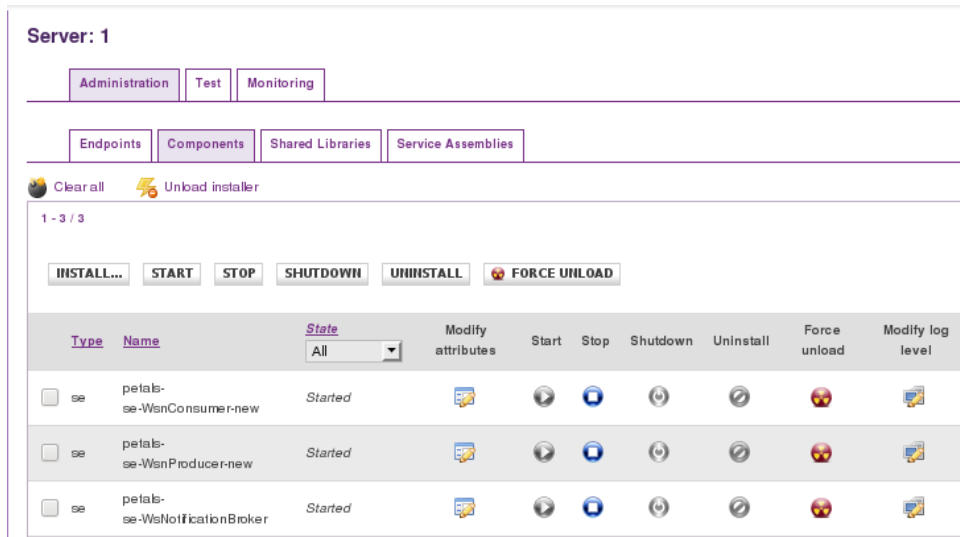 Server: 1
Administration Test Monitoring
Endpoints Components Shared Libraries Service Assemblies
Clear all Unload installer
1 - 3 / 3
INSTALL... START STOP SHUTDOWN UNINSTALL FORCE UNLOAD
Type Name State All Modify attributes Start Stop Shutdown Uninstall Force unload Modify log level
se petals-
se-WsnConsumer-new Started
se petals-
se-WsnProducer-new Started
se petals-
se-WsNotificationBroker Started